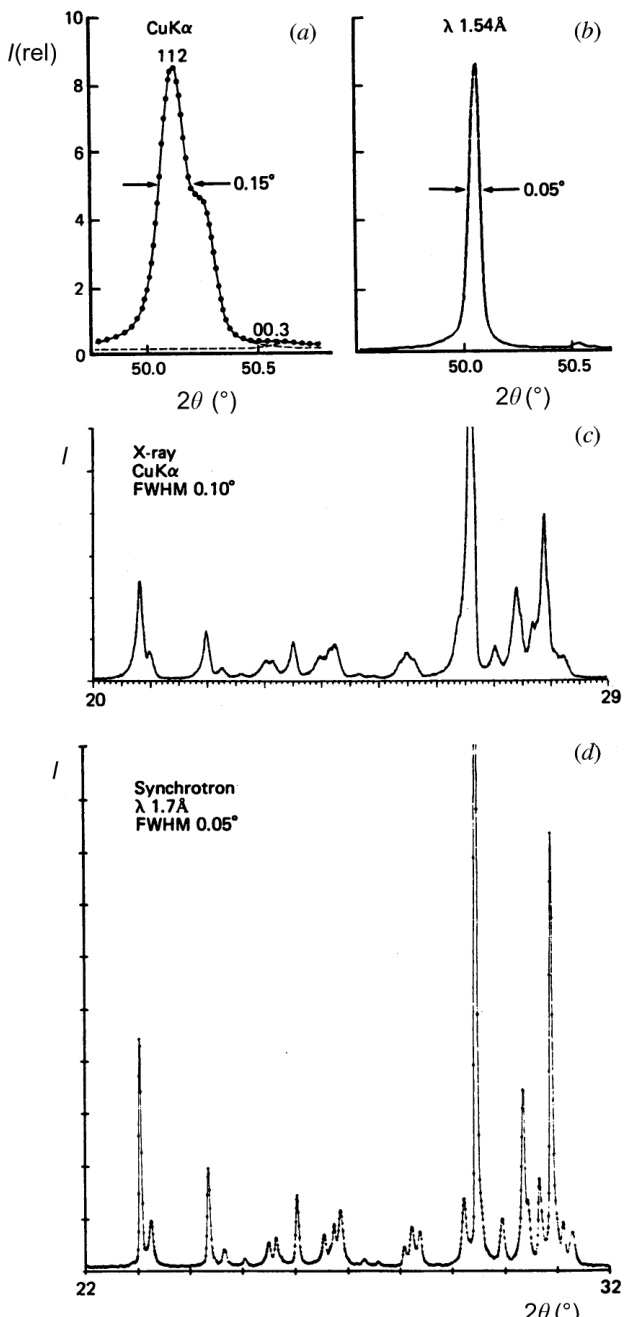 CuKα
(a)
I(rel)
112
10
8
6
4
2
0
0.15°
00.3
50.0
50.5
2θ (°)
λ 1.54Å
(b)
0.05°
50.0
50.5
2θ (°)
(c)
I
X-ray
CuKα
FWHM 0.10°
20
29
(d)
I
Synchrotron
λ 1.7Å
FWHM 0.05°
22
32
2θ (°)